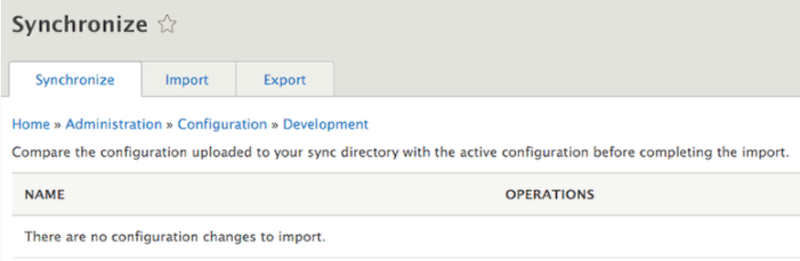 Synchronize
Synchronize Import Export
Home » Administration » Configuration » Development
Compare the configuration uploaded to your sync directory with the active configuration before completing the import.
NAME OPERATIONS
There are no configuration changes to import.